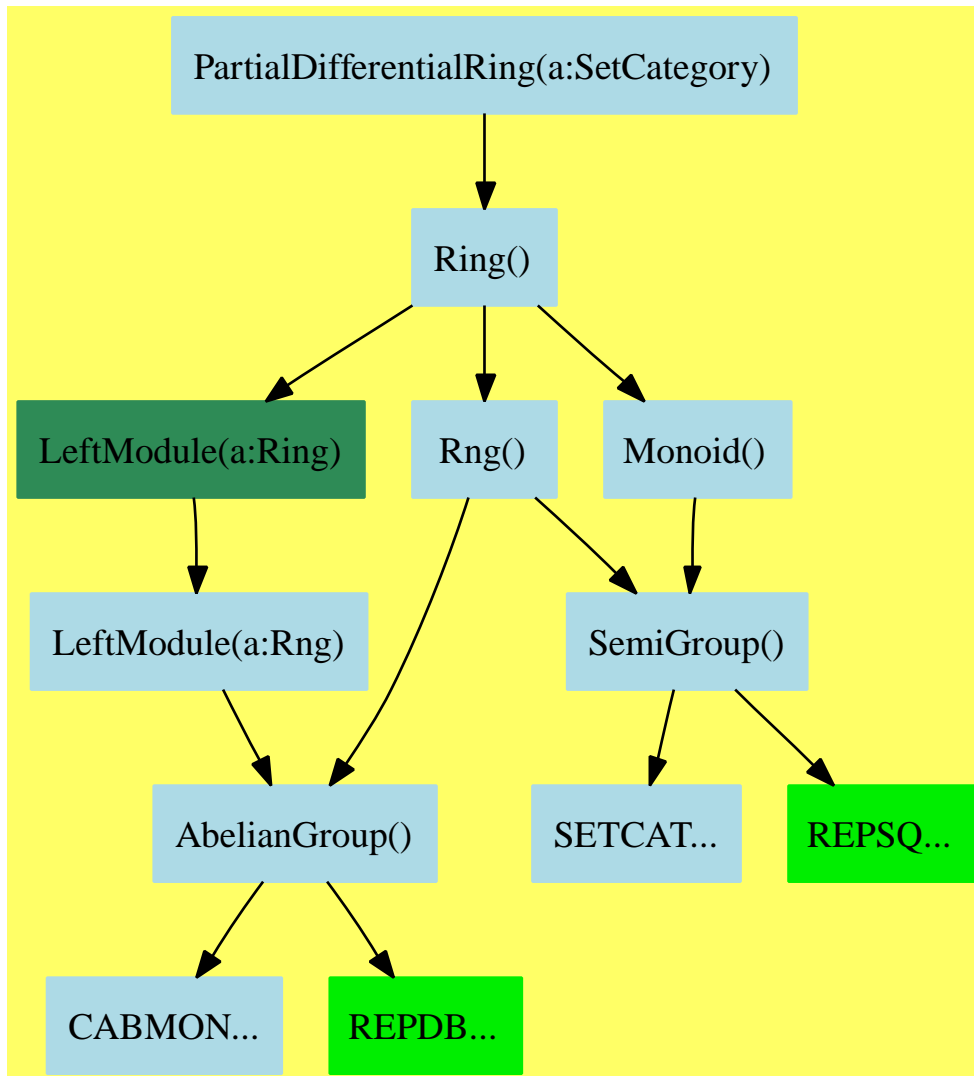 PartialDifferentialRing(a:SetCategory)
Ring()
LeftModule(a:Ring)
Rng()
Monoid()
LeftModule(a:Rng)
SemiGroup()
AbelianGroup()
SETCAT...
REPSQ...
CABMON...
REPDB...